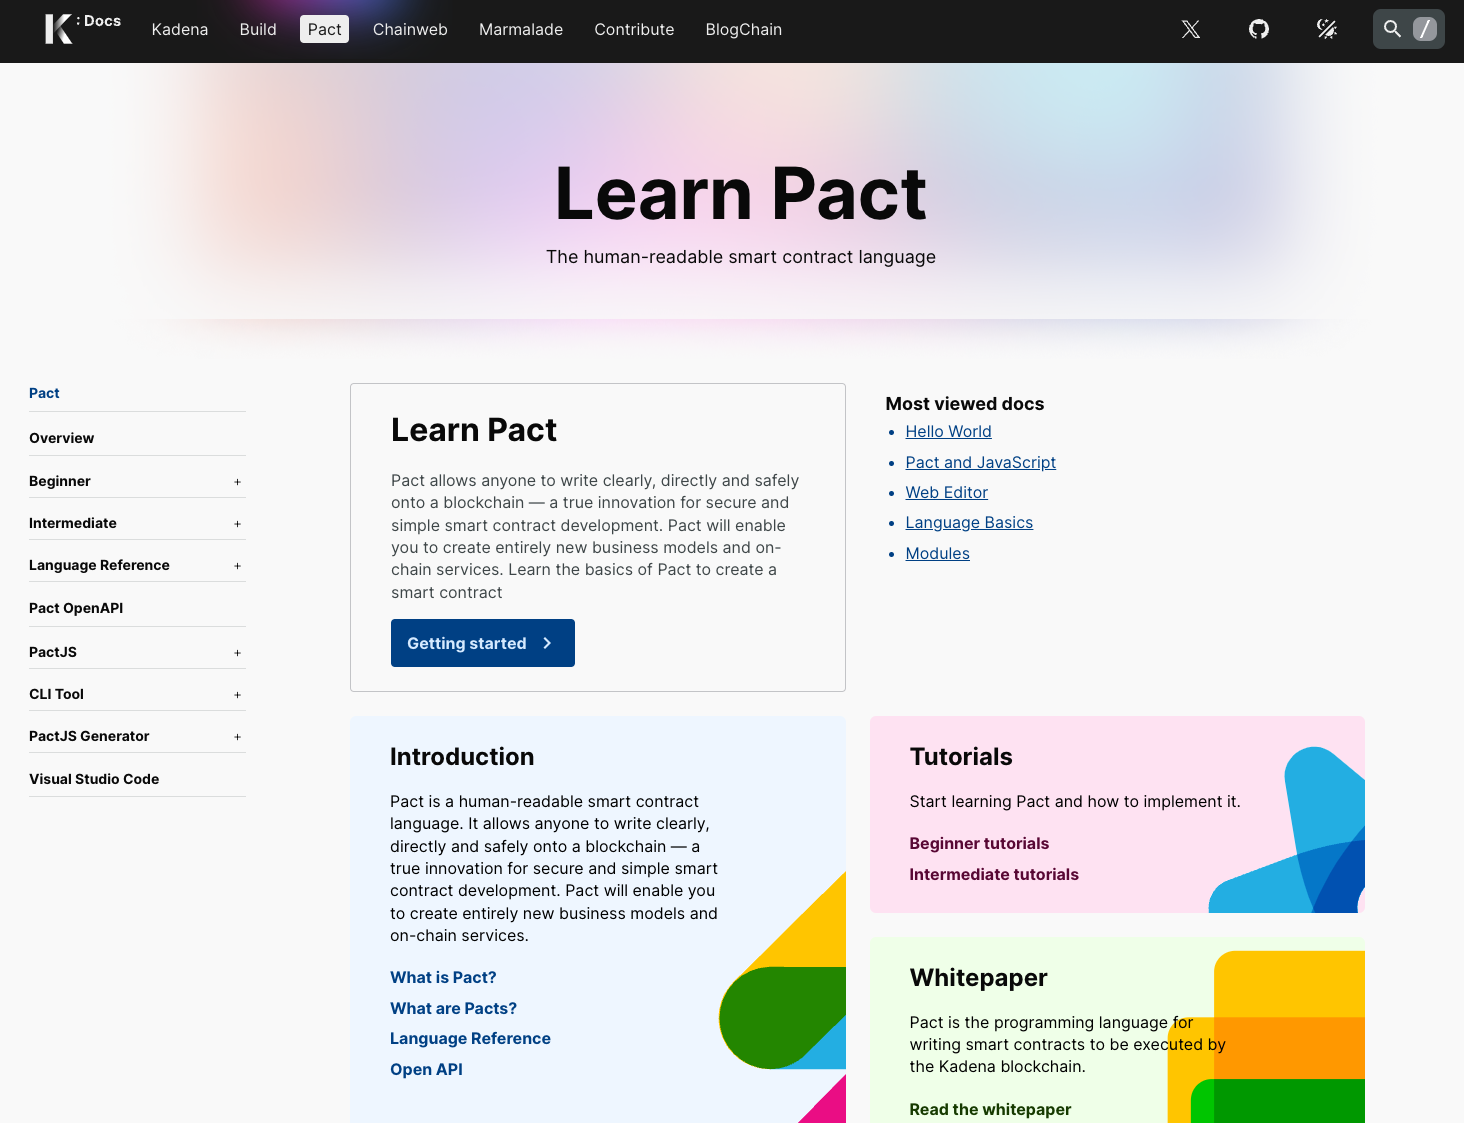 K : Docs
Kadena
Build
Pact
Chainweb
Marmalade
Contribute
BlogChain
/
Learn Pact
The human-readable smart contract language
Pact
Overview
Beginner +
Intermediate +
Language Reference +
Pact OpenAPI
PactJS +
CLI Tool +
PactJS Generator +
Visual Studio Code
Learn Pact
Pact allows anyone to write clearly, directly and safely
onto a blockchain — a true innovation for secure and
simple smart contract development. Pact will enable
you to create entirely new business models and on-
chain services. Learn the basics of Pact to create a
smart contract
Getting started
Most viewed docs
Hello World
Pact and JavaScript
Web Editor
Language Basics
Modules
Introduction
Pact is a human-readable smart contract
language. It allows anyone to write clearly,
directly and safely onto a blockchain — a
true innovation for secure and simple smart
contract development. Pact will enable you
to create entirely new business models and
on-chain services.
What is Pact?
What are Pacts?
Language Reference
Open API
Tutorials
Start learning Pact and how to implement it.
Beginner tutorials
Intermediate tutorials
Whitepaper
Pact is the programming language for
writing smart contracts to be executed by
the Kadena blockchain.
Read the whitepaper